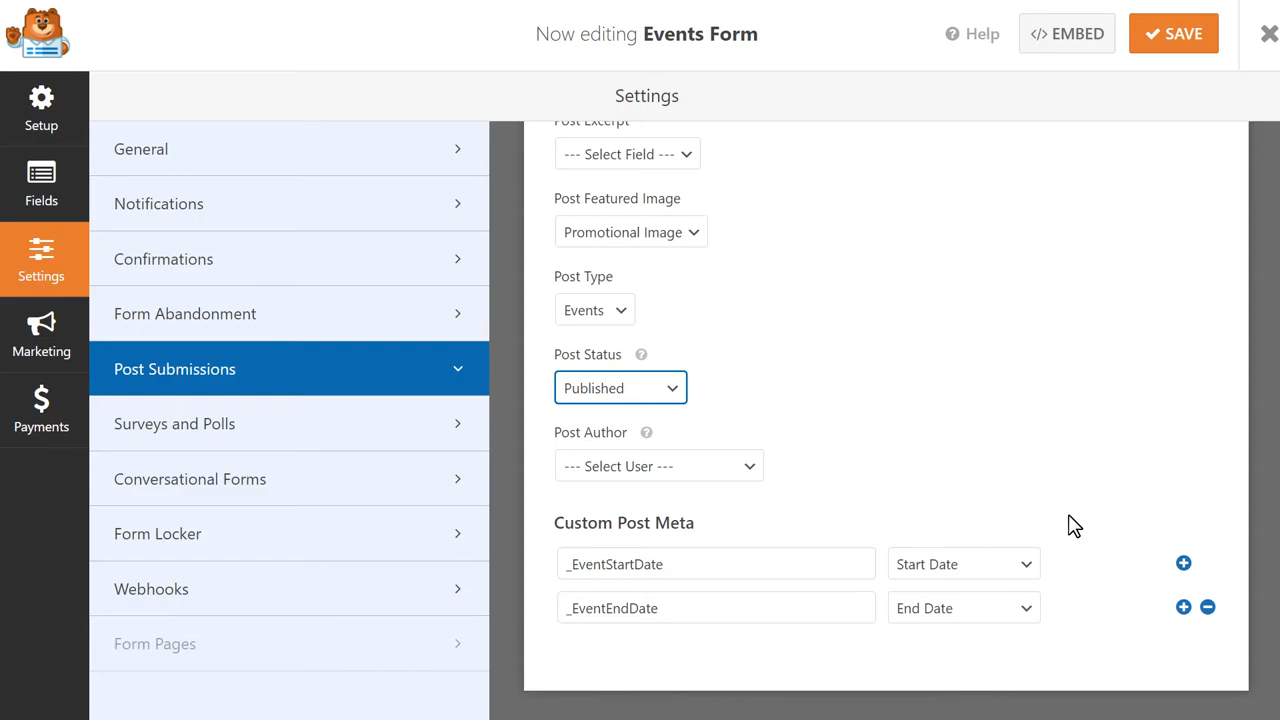 Now editing Events Form
Help
</> EMBED
SAVE
Settings
Setup
Fields
Settings
Marketing
Payments
General
Notifications
Confirmations
Form Abandonment
Post Submissions
Surveys and Polls
Conversational Forms
Form Locker
Webhooks
Form Pages
Post Excerpt
--- Select Field ---
Post Featured Image
Promotional Image
Post Type
Events
Post Status
Published
Post Author
--- Select User ---
Custom Post Meta
_EventStartDate Start Date
_EventEndDate End Date